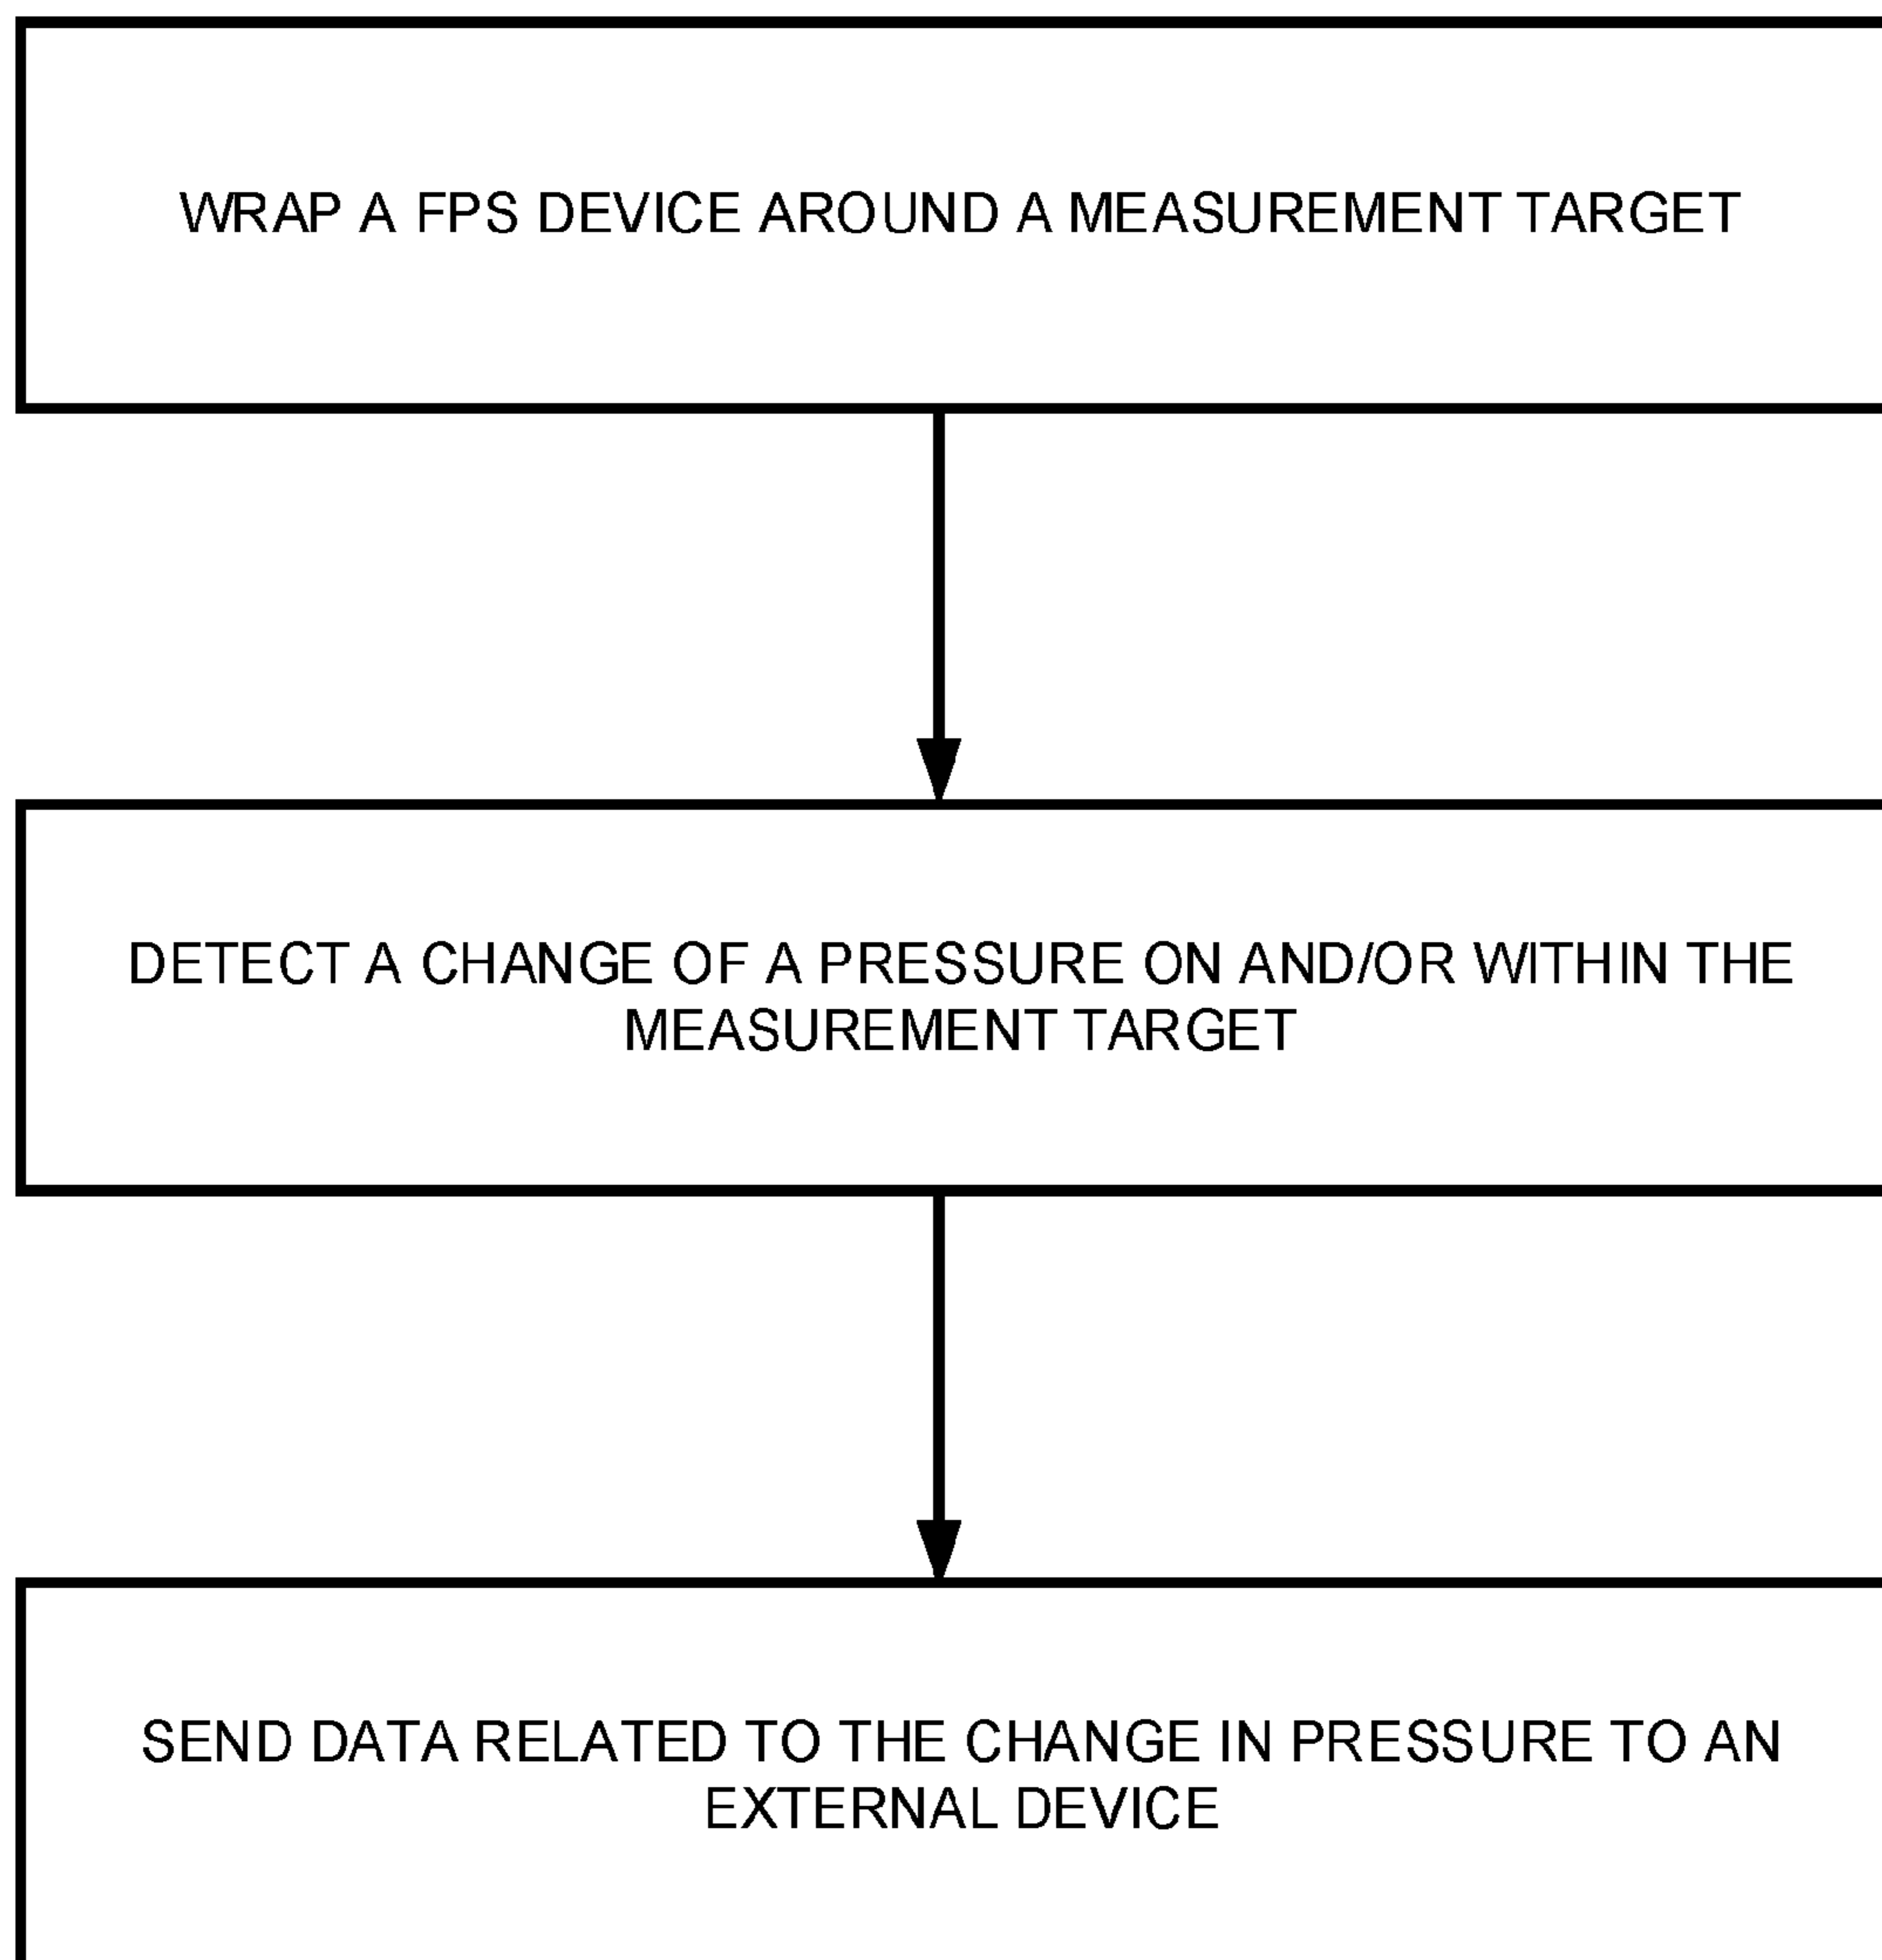 WRAP A FPS DEVICE AROUND A MEASUREMENT TARGET
DETECT A CHANGE OF A PRESSURE ON AND/OR WITHIN THE
MEASUREMENT TARGET
SEND DATA RELATED TO THE CHANGE IN PRESSURE TO AN
EXTERNAL DEVICE